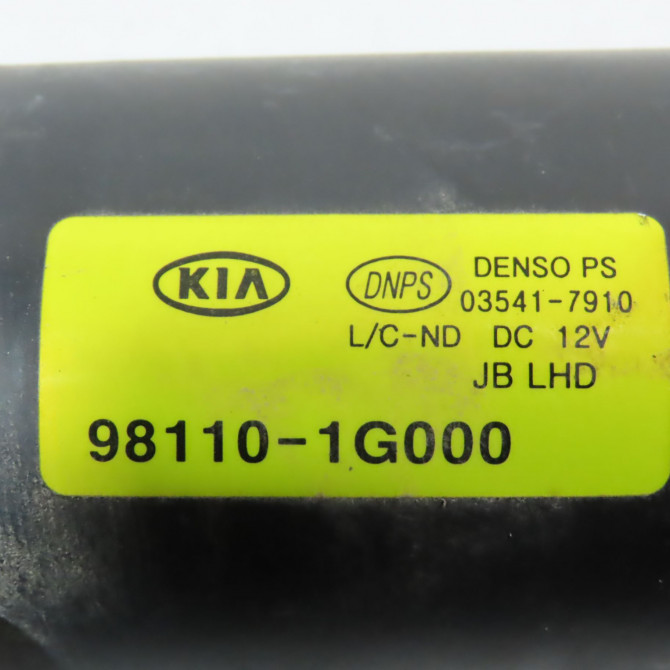 KIA DNPS DENSO PS
03541-7910
L/C-ND DC 12V
JB LHD
98110-1G000